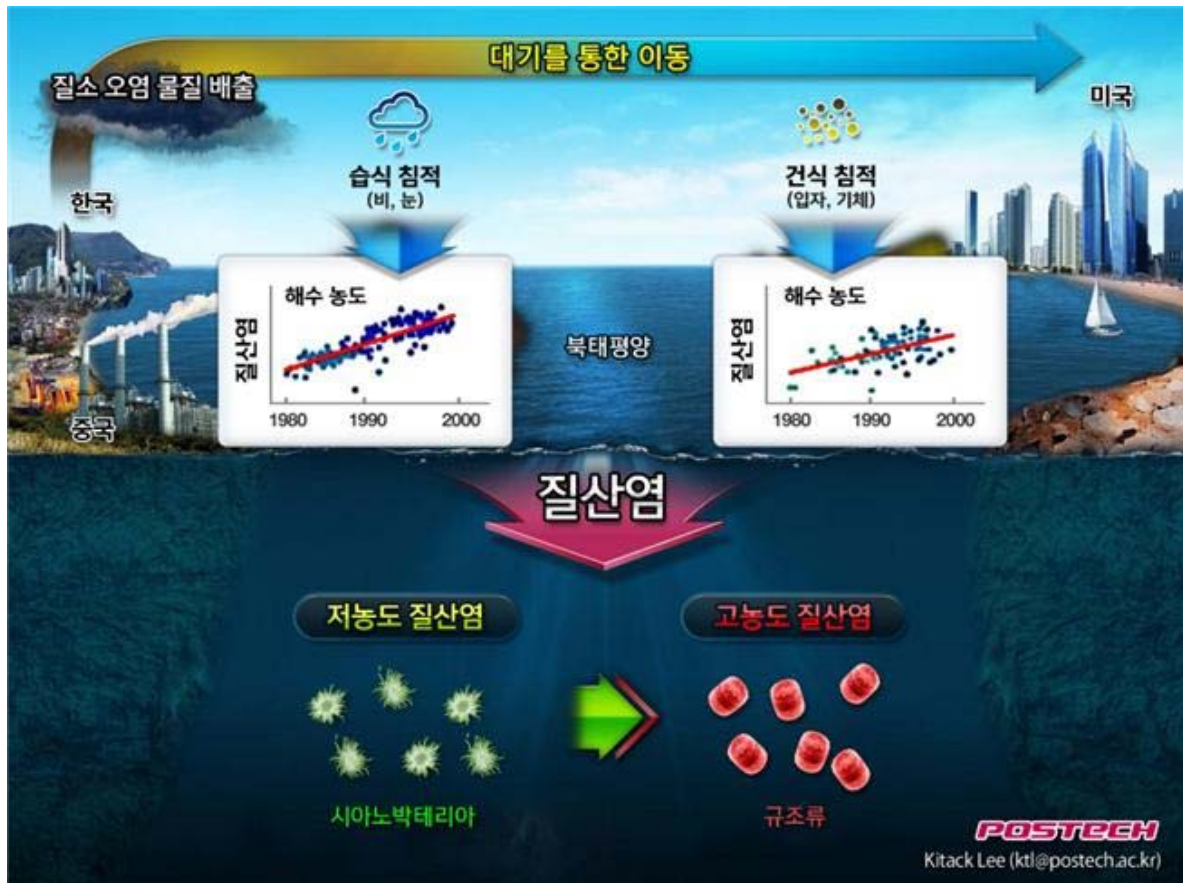 대기를 통한 이동
질소 오염 물질 배출
미국
습식 침적
(비, 눈)
건식 침적
(입자, 기체)
한국
해수 농도
질산염
1980 1990 2000
북태평양
해수 농도
질산염
1980 1990 2000
중국
질산염
저농도 질산염
고농도 질산염
시아노박테리아
규조류
POSTECH
Kitack Lee (ktl@postech.ac.kr)